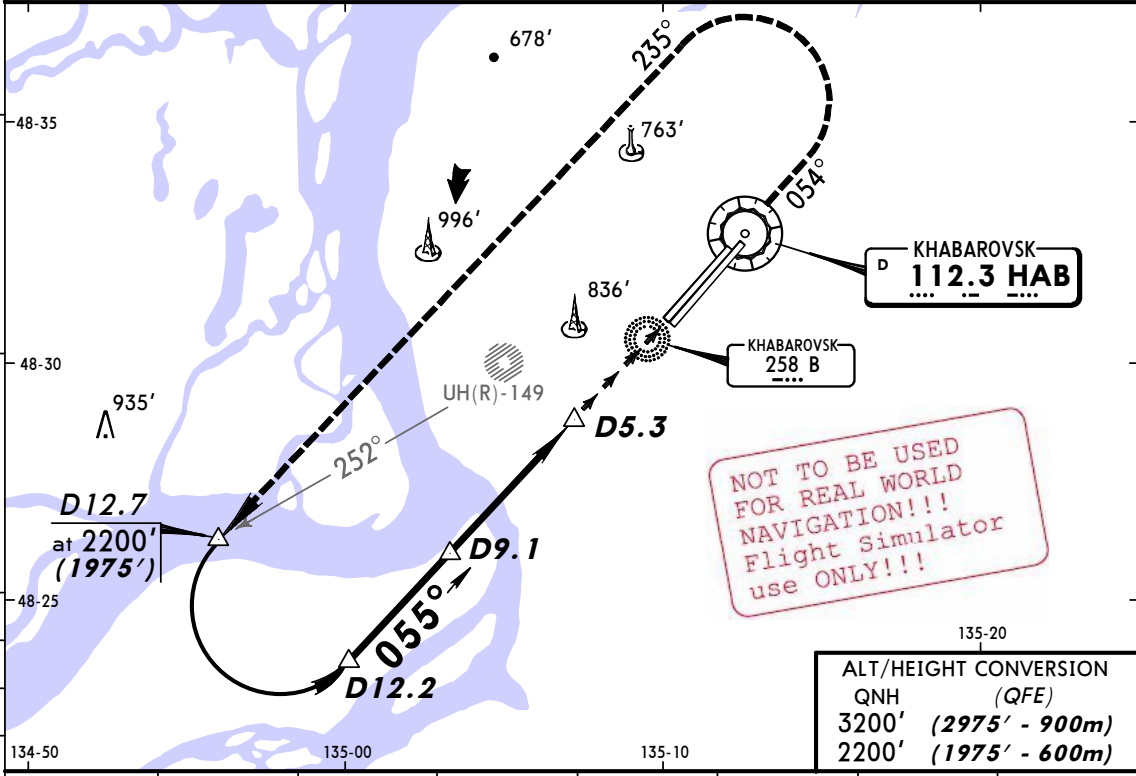 678'
235°
48-35
763'
054°
996'
KHABAROVSK
D 112.3 HAB
836'
KHABAROVSK
258 B
48-30
UH(R)-149
935'
252°
D5.3
D12.7
at 2200'
(1975')
D9.1
055°
48-25
D12.2
NOT TO BE USED
FOR REAL WORLD
NAVIGATION!!!
Flight Simulator
use ONLY!!!
135-20
ALT/HEIGHT CONVERSION
QNH (QFE)
3200' (2975' - 900m)
2200' (1975' - 600m)
134-50
135-00
135-10